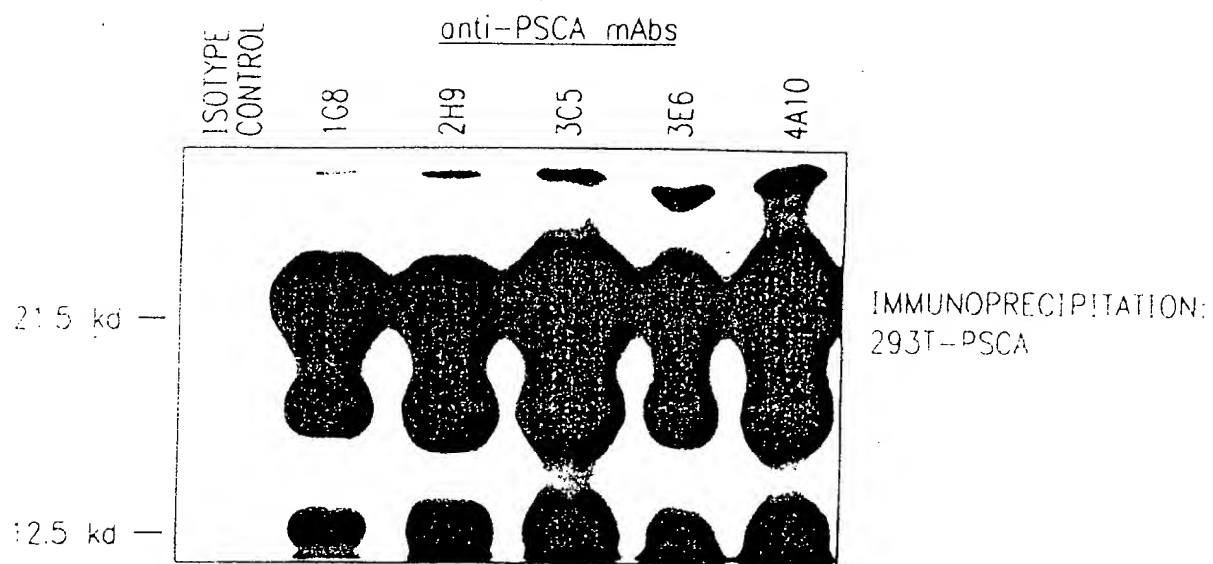 anti-PSCA mAbs
ISOTYPE
CONTROL
1G8
2H9
3C5
3E6
4A10
21.5 kd —
12.5 kd —
IMMUNOPRECIPITATION:
293T-PSCA